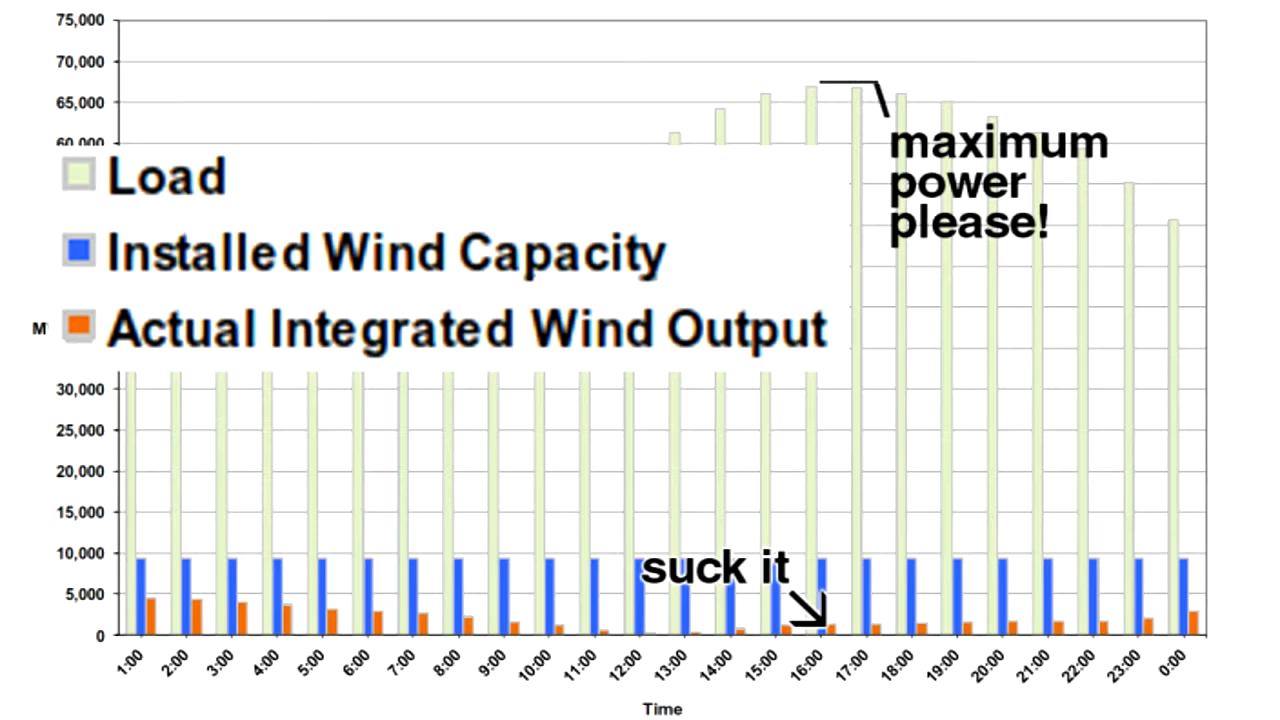 75,000
70,000
65,000
60,000
Load
Installed Wind Capacity
Actual Integrated Wind Output
maximum
power
please!
M
30,000
25,000
20,000
15,000
10,000
5,000
0
suck it
1:00 2:00 3:00 4:00 5:00 6:00 7:00 8:00 9:00 10:00 11:00 12:00 13:00 14:00 15:00 16:00 17:00 18:00 19:00 20:00 21:00 22:00 23:00 0:00
Time